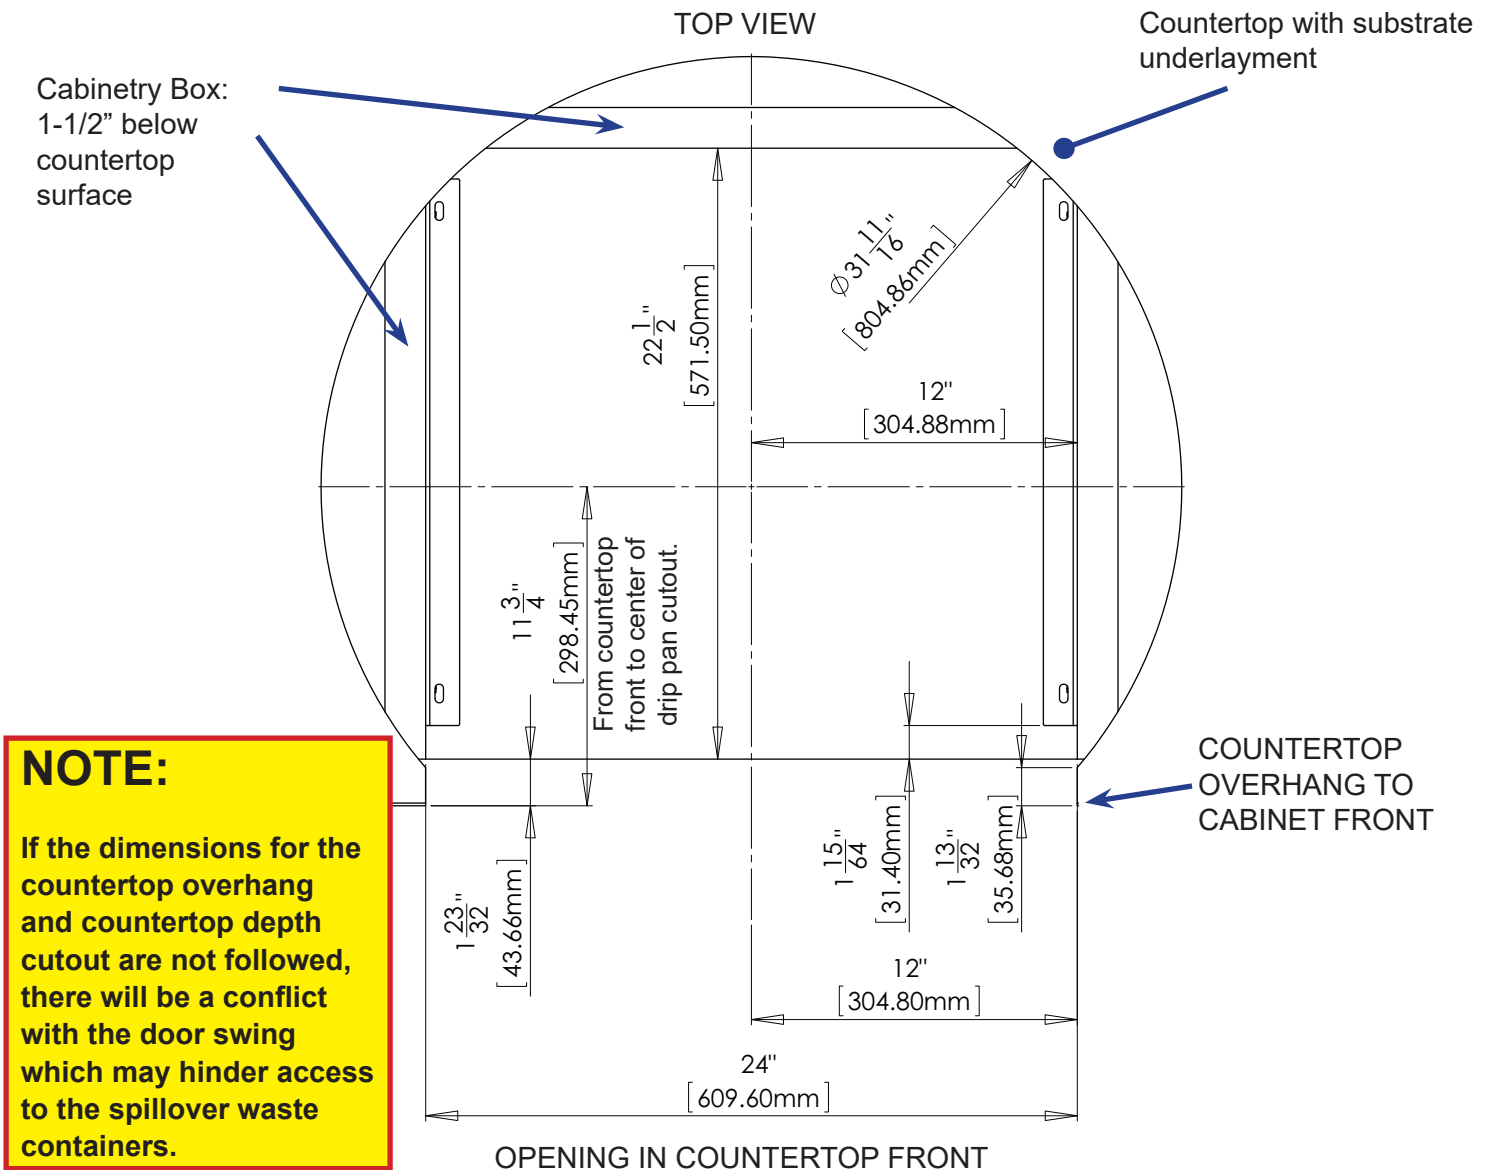 TOP VIEW
Countertop with substrate
underlayment
Cabinetry Box:
1-1/2” below
countertop
surface
Ø 31 11/16"
[804.86mm]
22 1/2"
[571.50mm]
12"
[304.88mm]
11 3/4"
[298.45mm]
From countertop
front to center of
drip pan cutout.
NOTE:
If the dimensions for the
countertop overhang
and countertop depth
cutout are not followed,
there will be a conflict
with the door swing
which may hinder access
to the spillover waste
containers.
COUNTERTOP
OVERHANG TO
CABINET FRONT
1 23/32"
[43.66mm]
1 15/64"
[31.40mm]
1 13/32"
[35.68mm]
12"
[304.80mm]
24"
[609.60mm]
OPENING IN COUNTERTOP FRONT